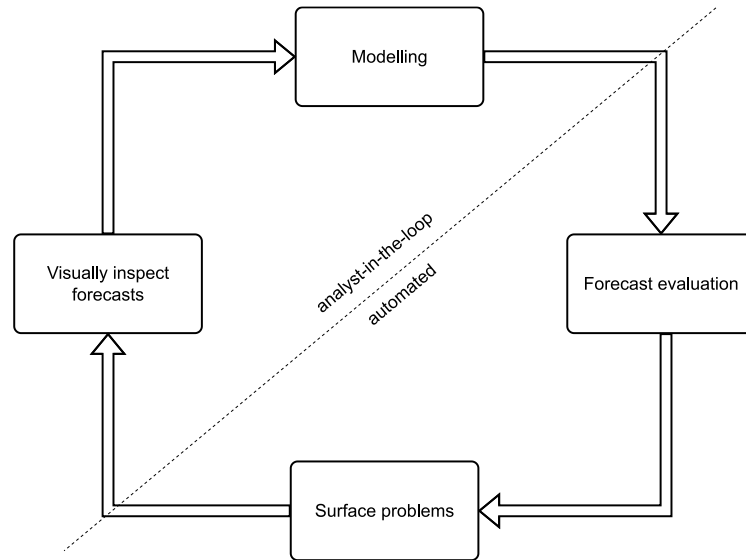 Modelling
analyst-in-the-loop
automated
Visually inspect
forecasts
Forecast evaluation
Surface problems